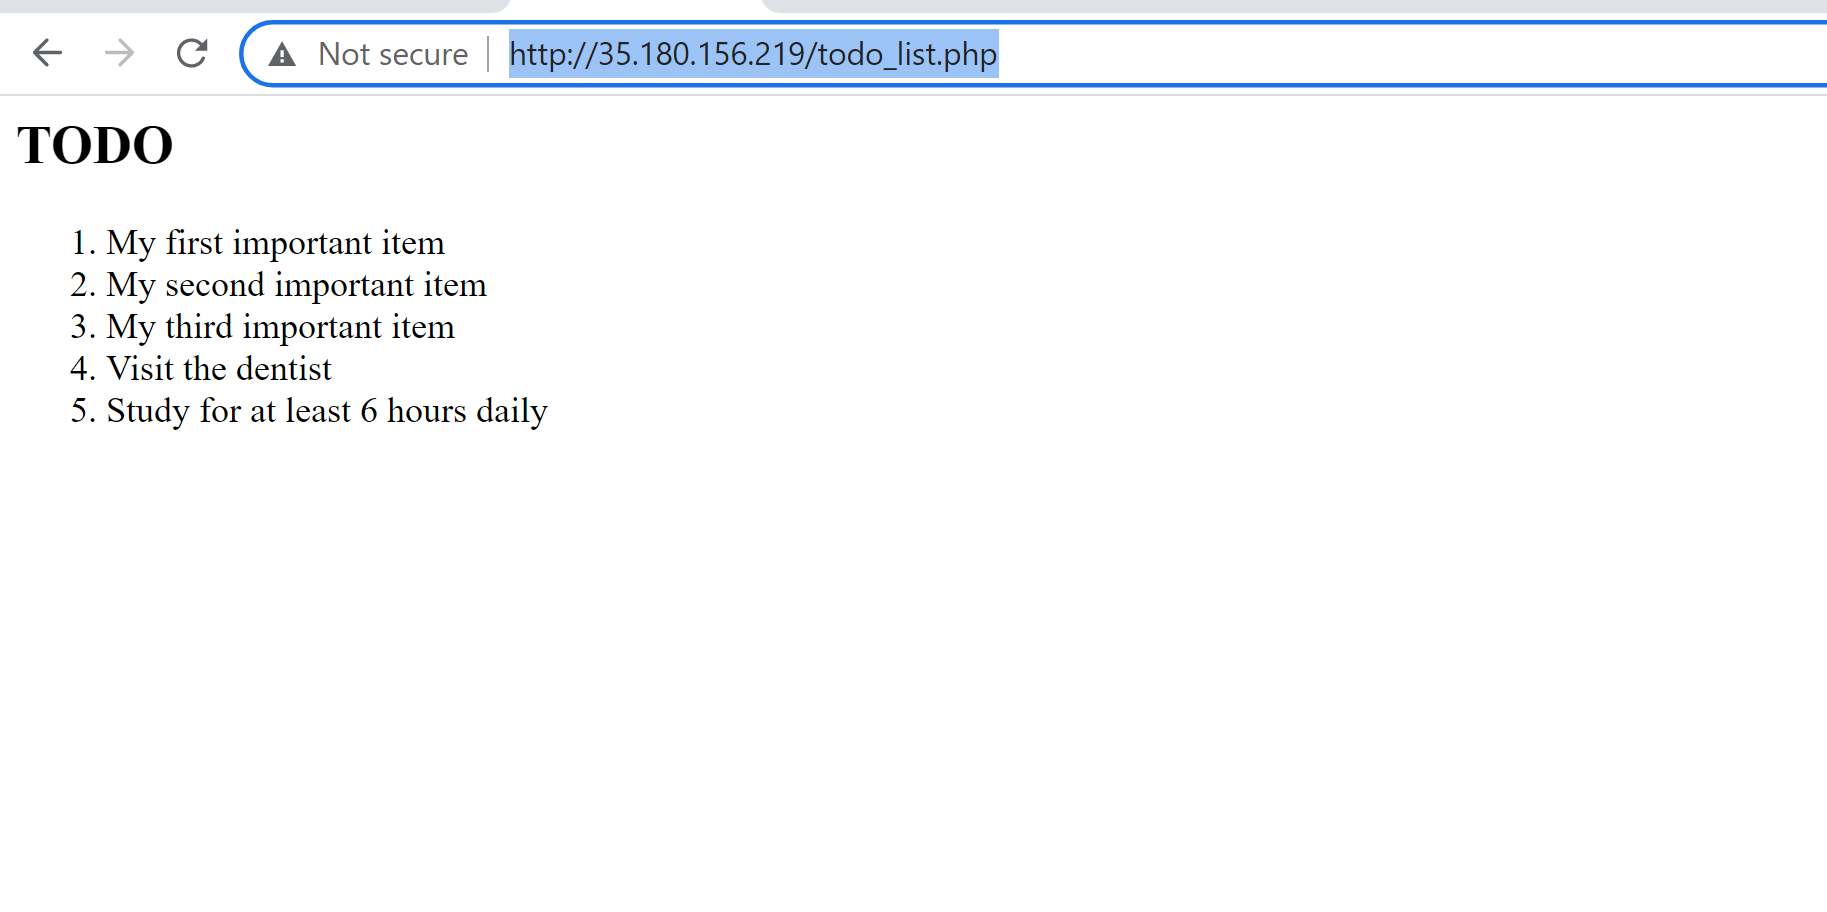 Not secure http://35.180.156.219/todo_list.php
TODO
1. My first important item
2. My second important item
3. My third important item
4. Visit the dentist
5. Study for at least 6 hours daily